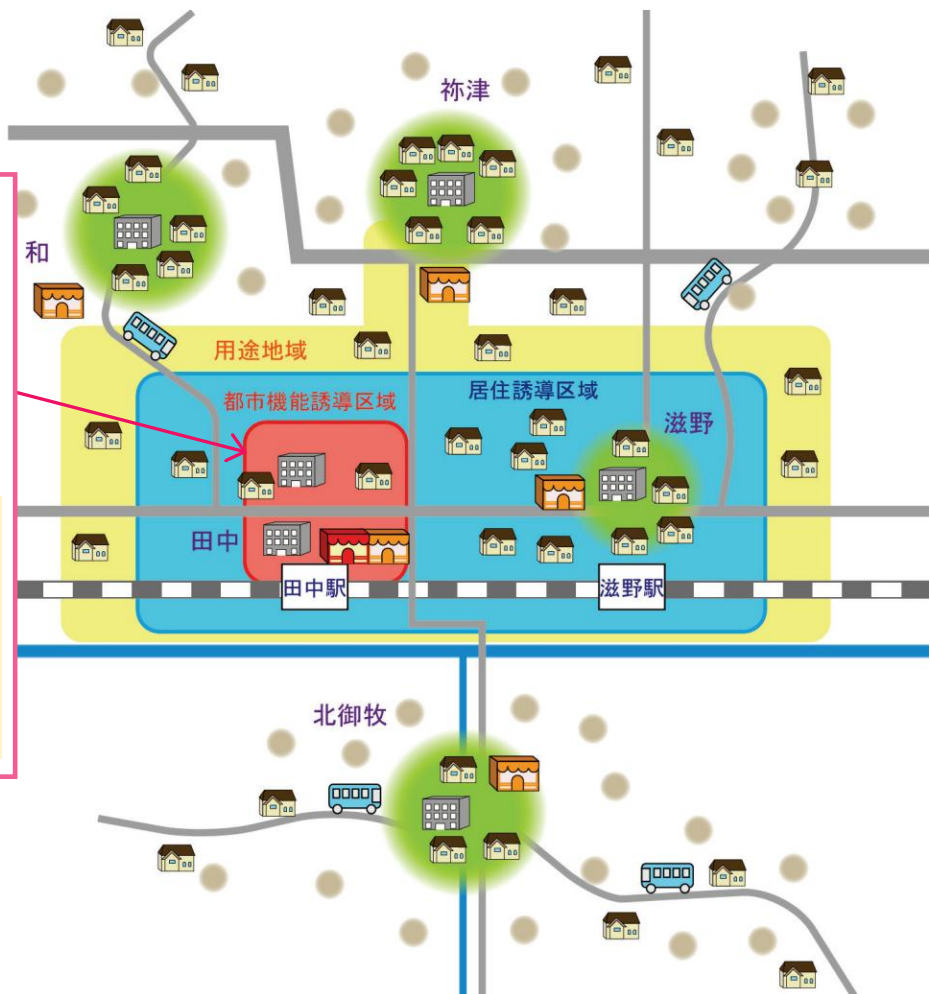 祢津
和
用途地域
居住誘導区域
都市機能誘導区域
滋野
田中
田中駅
滋野駅
北御牧